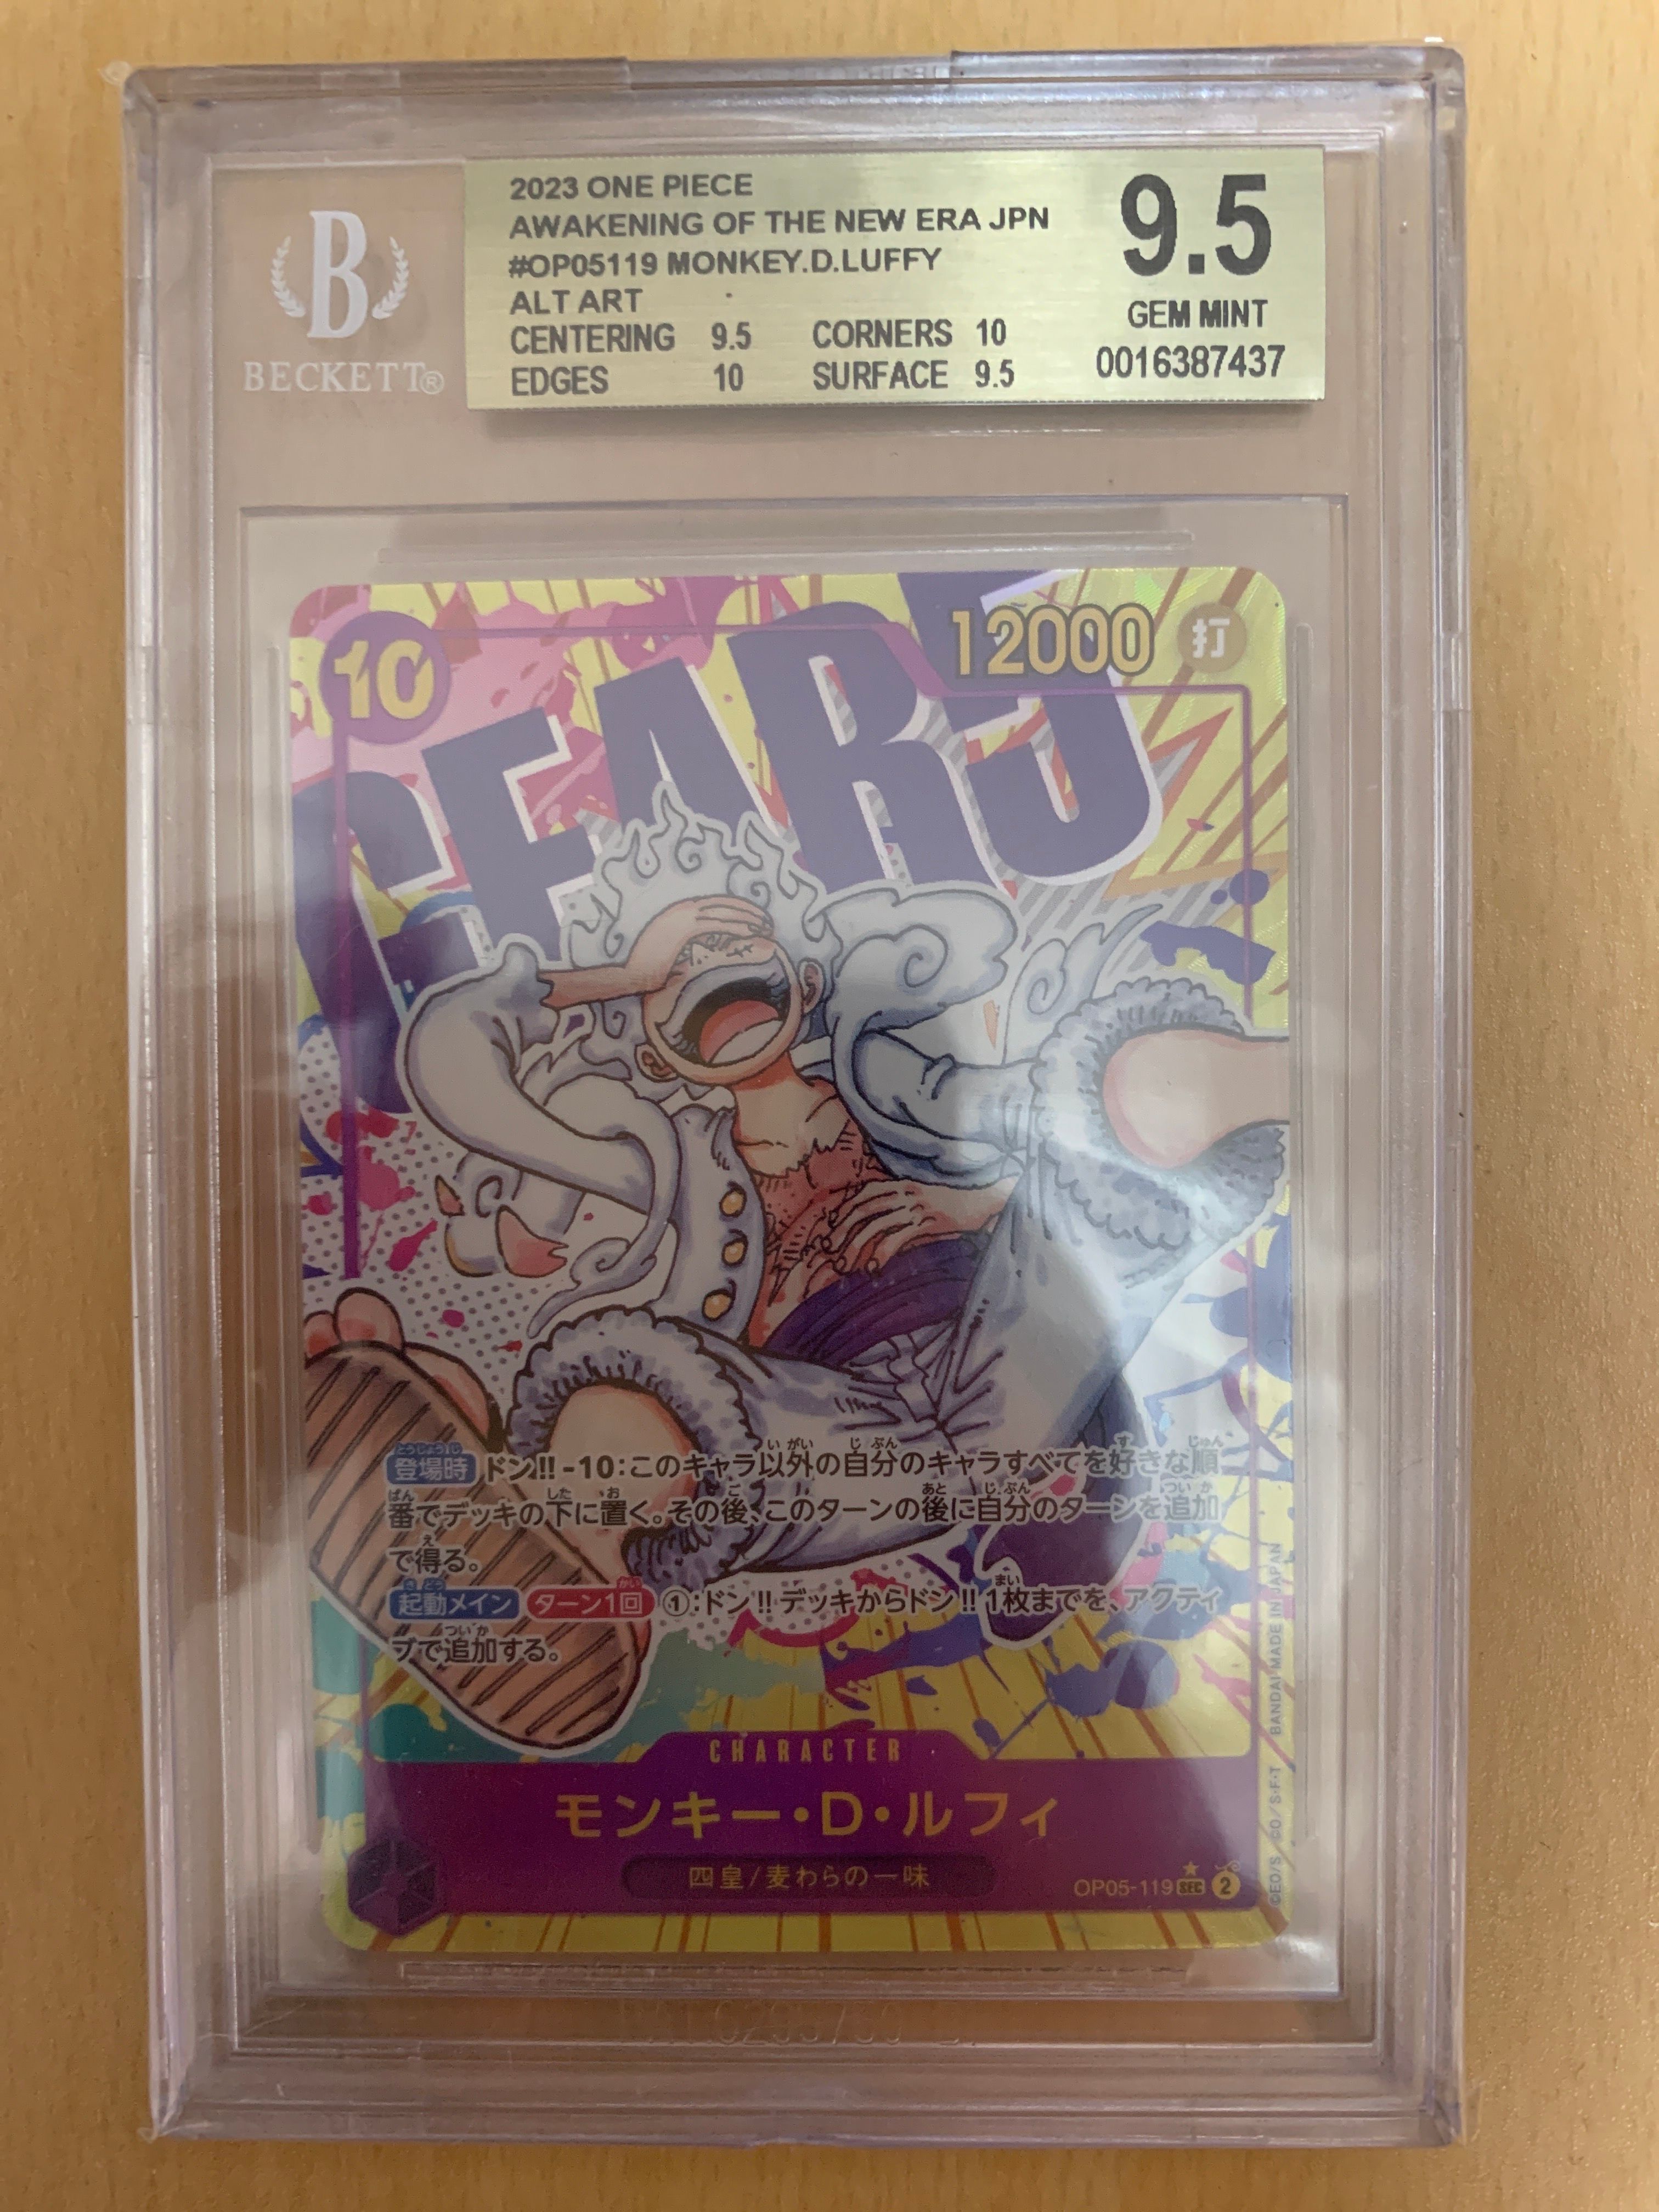 2023 ONE PIECE
AWAKENING OF THE NEW ERA JPN
#OP05119 MONKEY.D.LUFFY
ALT ART
CENTERING 9.5 CORNERS 10
EDGES 10 SURFACE 9.5
9.5
GEM MINT
0016387437
B
BECKETT®
10
12000 打
GEAR5
登場時 ドン!!-10:このキャラ以外の自分のキャラすべてを好きな順
番でデッキの下に置く。その後、このターンの後に自分のターンを追加
で得る。
起動メイン ターン1回 ①:ドン!!デッキからドン!!1枚までを、アクティ
ブで追加する。
CHARACTER
モンキー・D・ルフィ
四皇/麦わらの一味
OP05-119 SEC 2
©EO/S ©O/S・F・T BANDAI MADE IN JAPAN